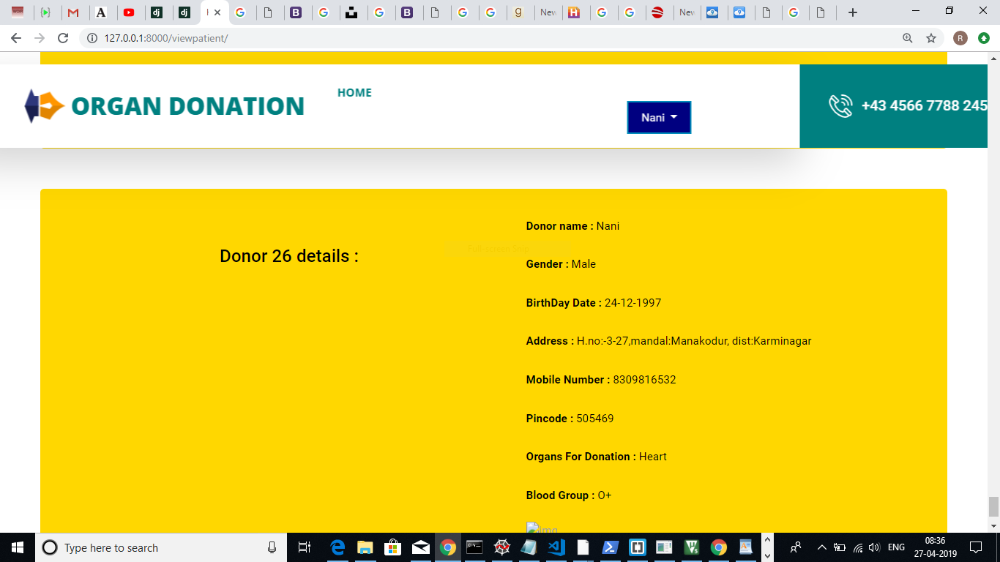 New
New
127.0.0.1:8000/viewpatient/
R
ORGAN DONATION
HOME
Nani
+43 4566 7788 245
Donor 26 details :
Donor name : Nani
Gender : Male
BirthDay Date : 24-12-1997
Address : H.no:-3-27,mandal:Manakodur, dist:Karminagar
Mobile Number : 8309816532
Pincode : 505469
Organs For Donation : Heart
Blood Group : O+
img
Type here to search
ENG
08:36
27-04-2019